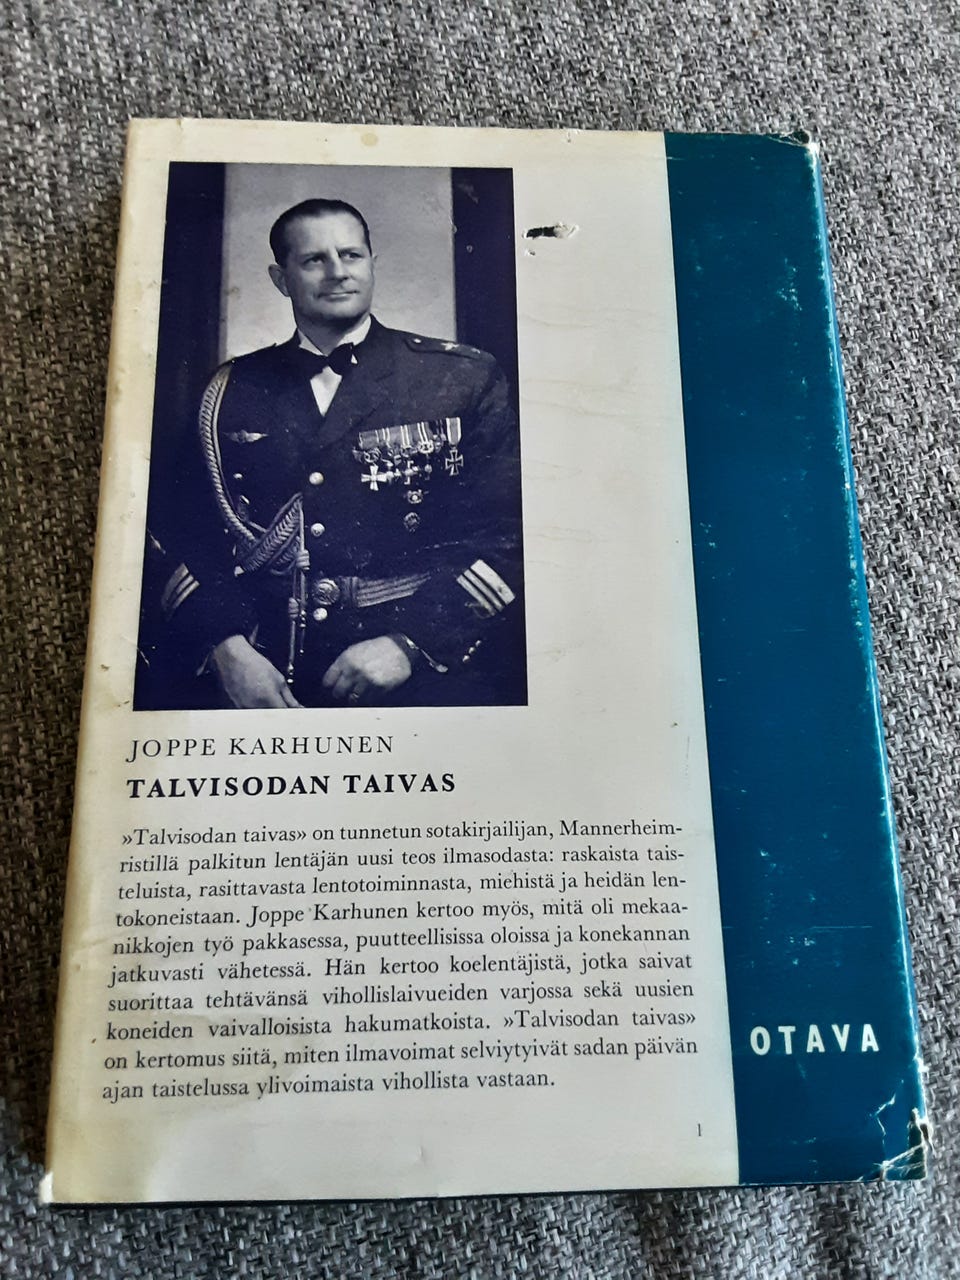 JOPPE KARHUNEN
TALVISODAN TAIVAS
»Talvisodan taivas» on tunnetun sotakirjailijan, Mannerheim-
ristillä palkitun lentäjän uusi teos ilmasodasta: raskaista tais-
teluista, rasittavasta lentotoiminnasta, miehistä ja heidän len-
tokoneistaan. Joppe Karhunen kertoo myös, mitä oli mekaa-
nikkojen työ pakkasessa, puutteellisissa oloissa ja konekannan
jatkuvasti vähetessä. Hän kertoo koelentäjistä, jotka saivat
suorittaa tehtävänsä vihollislaivueiden varjossa sekä uusien
koneiden vaivalloisista hakumatkoista. »Talvisodan taivas»
on kertomus siitä, miten ilmavoimat selviytyivät sadan päivän
ajan taistelussa ylivoimaista vihollista vastaan.
1
OTAVA